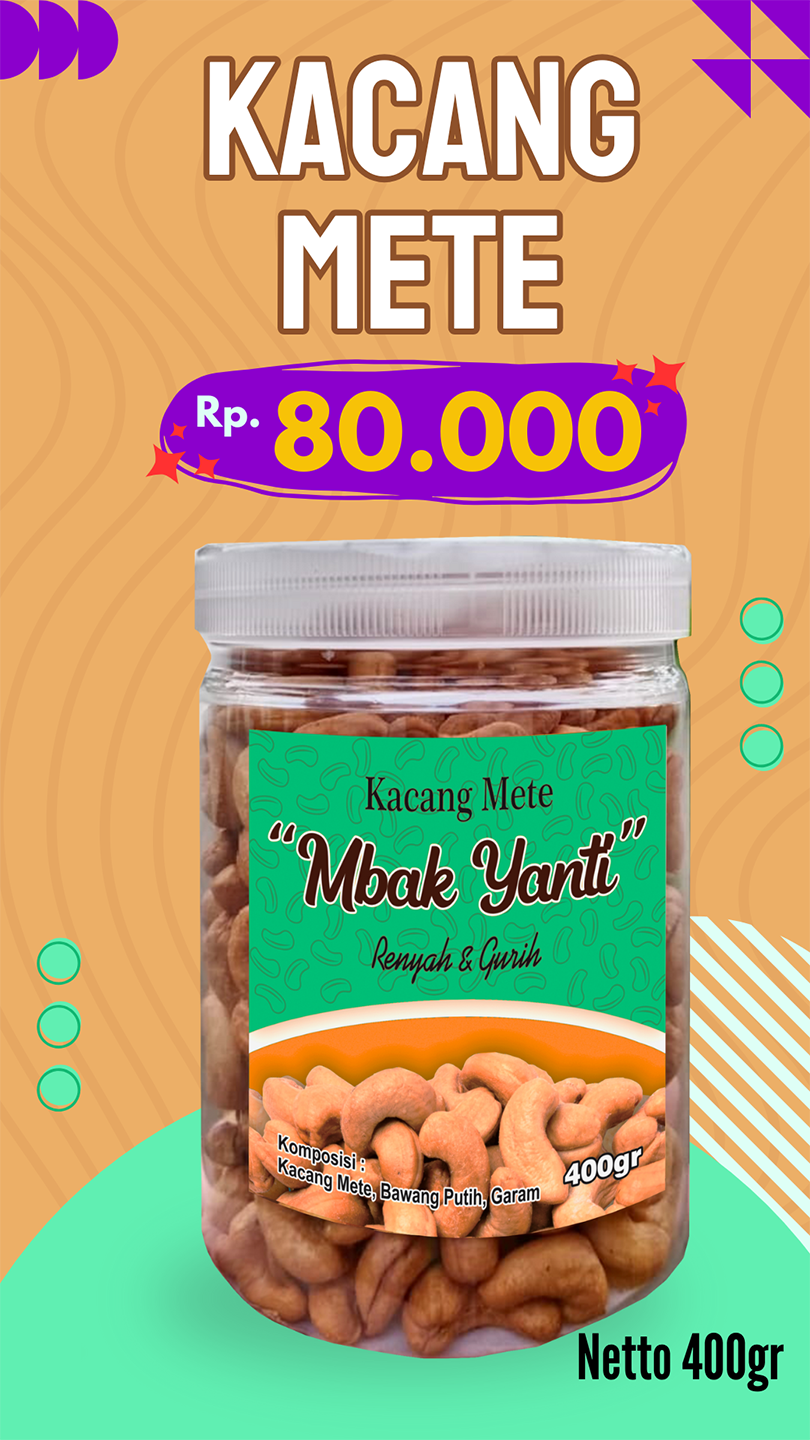 KACANG
METE
Rp. 80.000
Kacang Mete
“Mbak Yanti”
Renyah & Gurih
Komposisi :
Kacang Mete, Bawang Putih, Garam
400gr
Netto 400gr